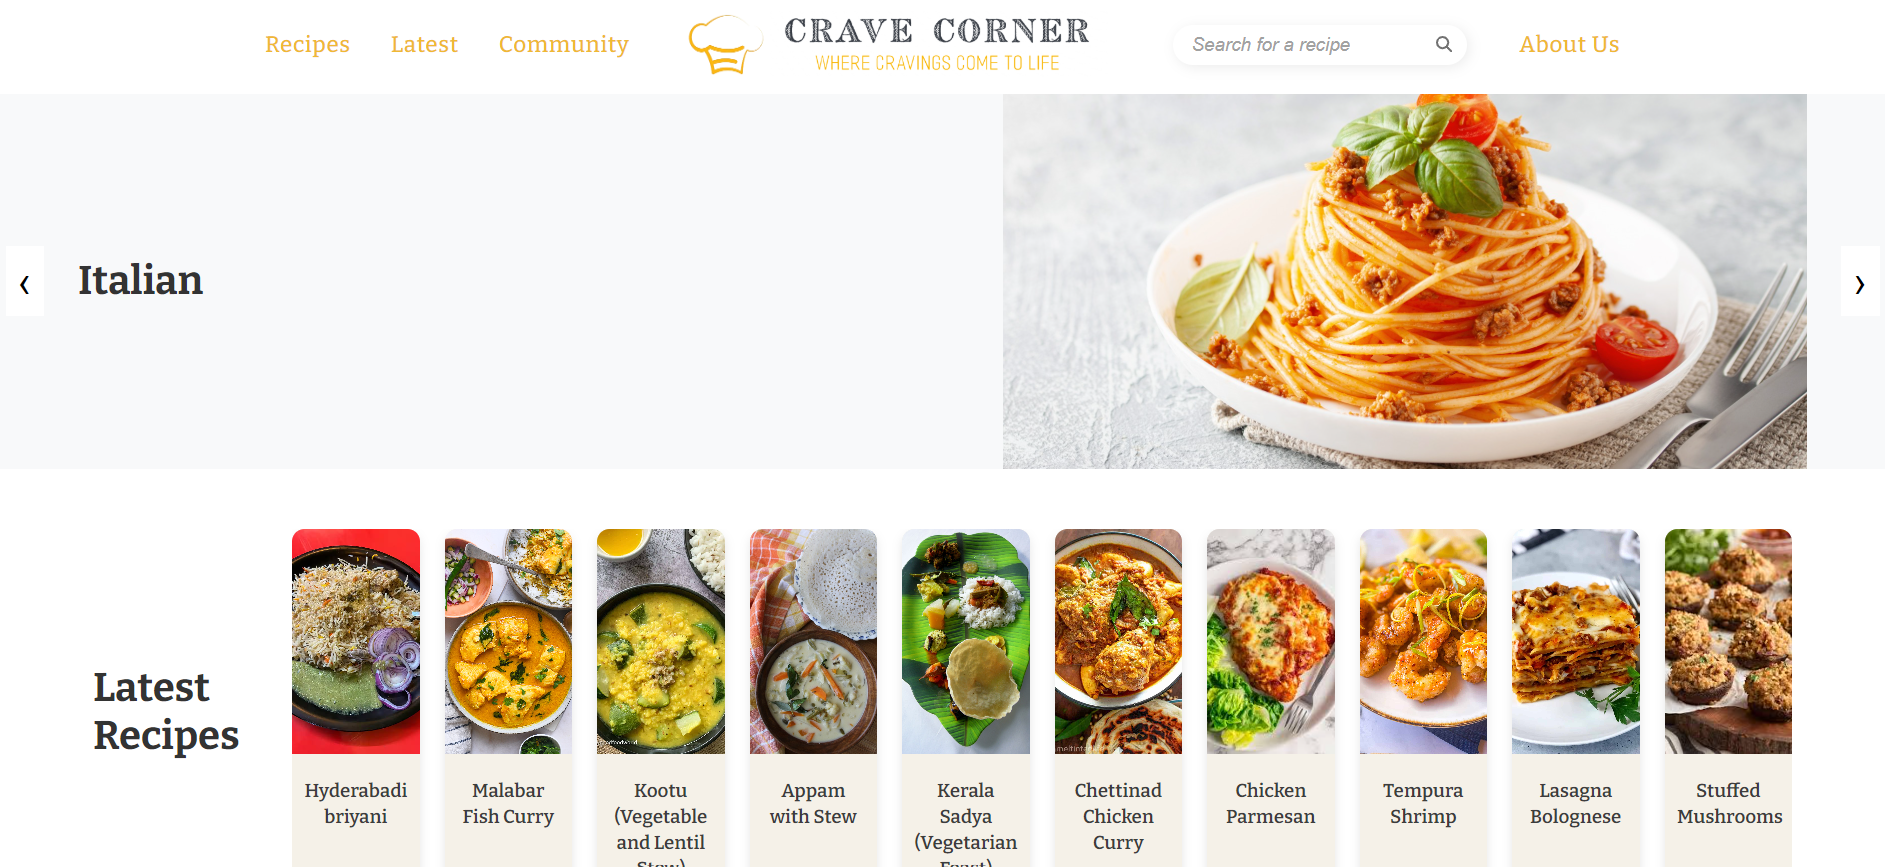 Recipes Latest Community
CRAVE CORNER
WHERE CRAVINGS COME TO LIFE
Search for a recipe
About Us
‹
Italian
›
Latest
Recipes
Hyderabadi
briyani
Malabar
Fish Curry
Kootu
(Vegetable
and Lentil
Stew)
Appam
with Stew
Kerala
Sadya
(Vegetarian
Feast)
Chettinad
Chicken
Curry
Chicken
Parmesan
Tempura
Shrimp
Lasagna
Bolognese
Stuffed
Mushrooms